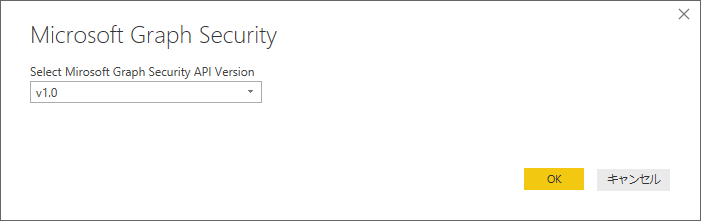 Microsoft Graph Security
Select Mirosoft Graph Security API Version
v1.0
OK
キャンセル